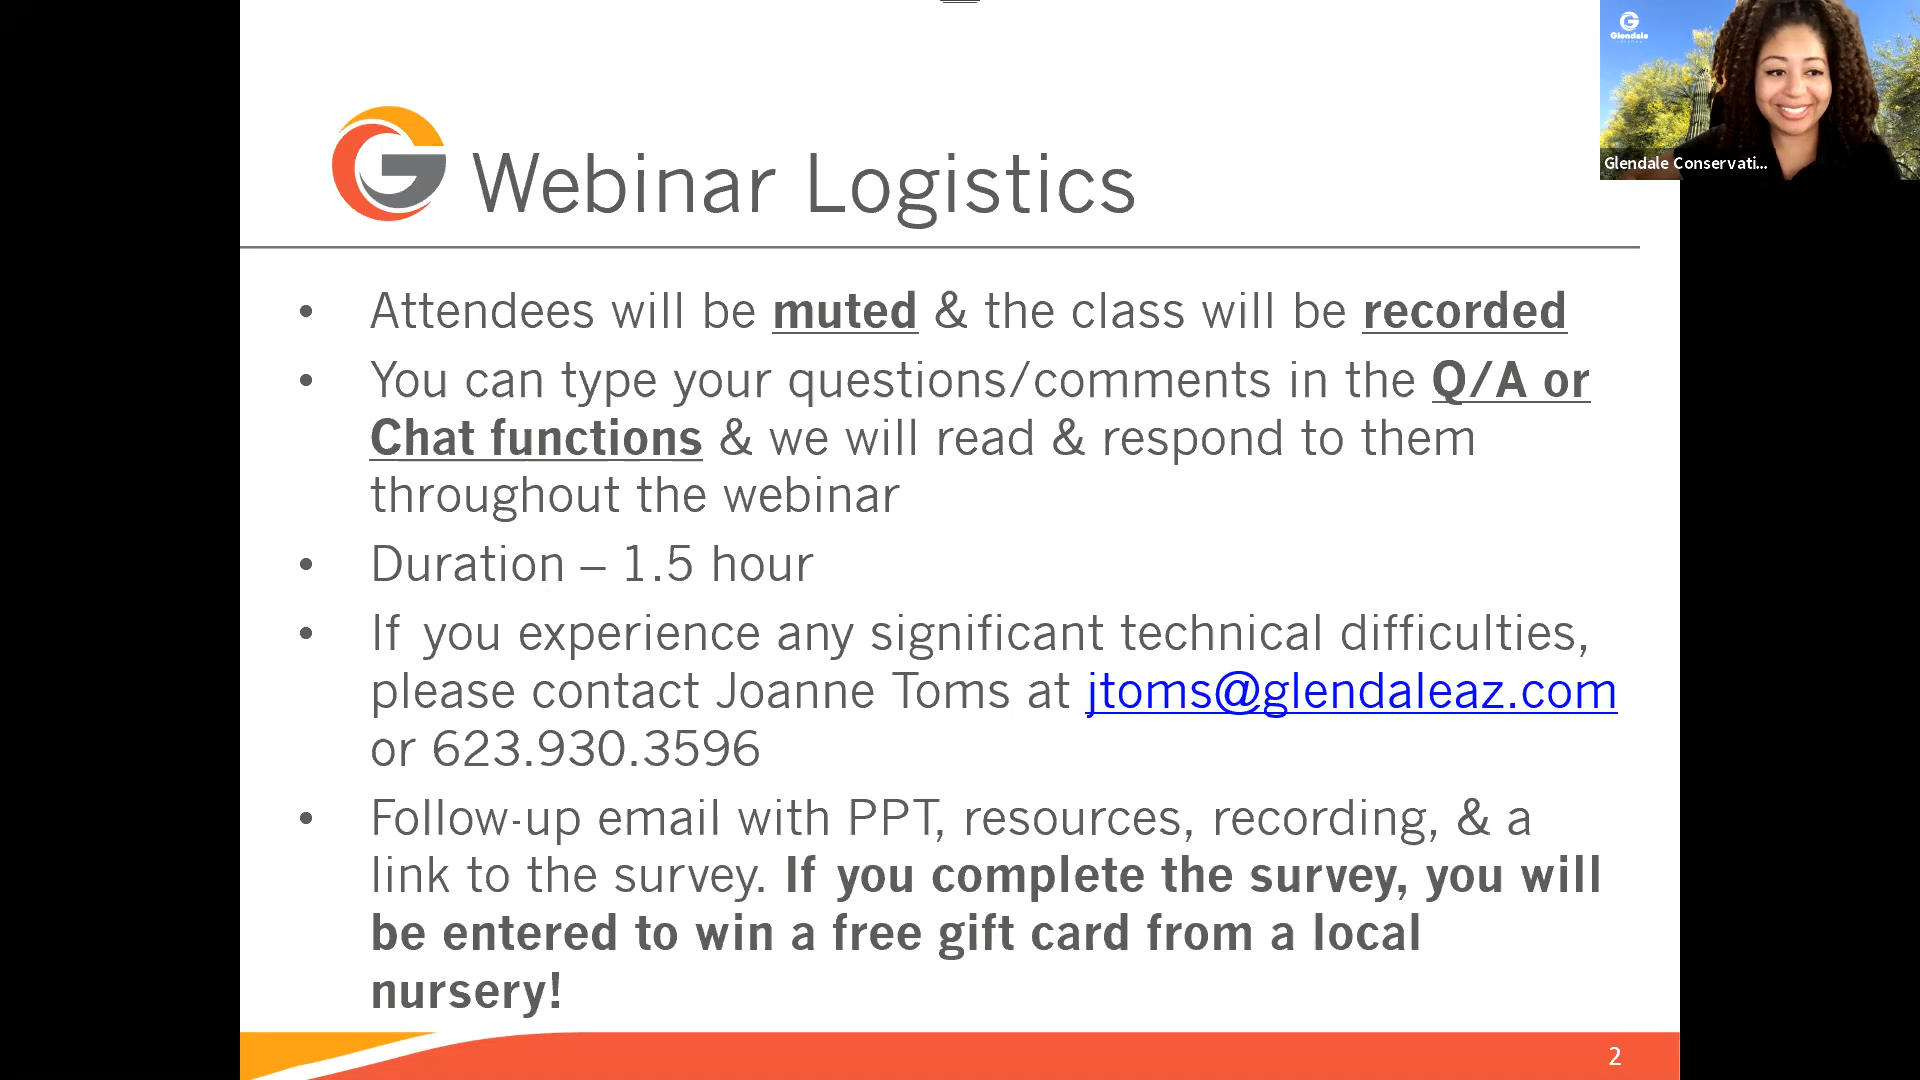 Glendale
Glendale Conservati...
Webinar Logistics
• Attendees will be muted & the class will be recorded
• You can type your questions/comments in the Q/A or
Chat functions & we will read & respond to them
throughout the webinar
• Duration – 1.5 hour
• If you experience any significant technical difficulties,
please contact Joanne Toms at jtoms@glendaleaz.com
or 623.930.3596
• Follow-up email with PPT, resources, recording, & a
link to the survey. If you complete the survey, you will
be entered to win a free gift card from a local
nursery!
2